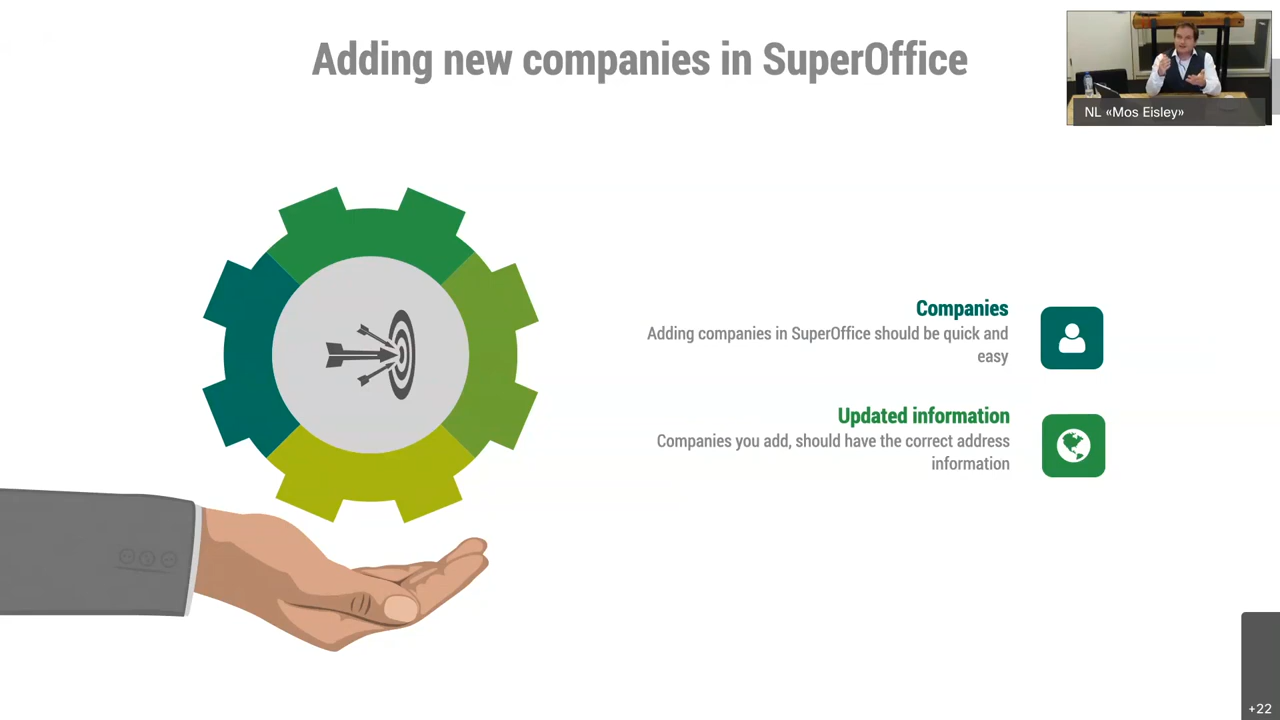 Adding new companies in SuperOffice
NL «Mos Eisley»
Companies
Adding companies in SuperOffice should be quick and
easy
Updated information
Companies you add, should have the correct address
information
+22